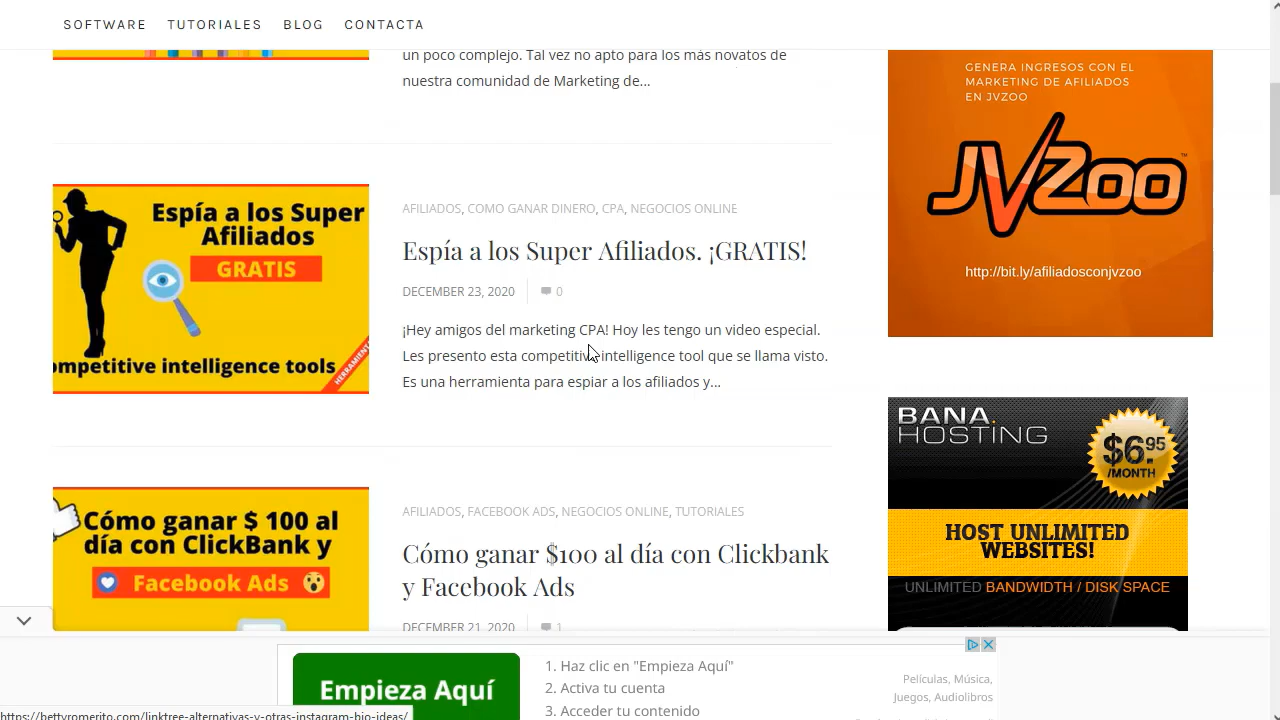 SOFTWARE TUTORIALES BLOG CONTACTA
un poco complejo. Tal vez no apto para los más novatos de
nuestra comunidad de Marketing de...
Espía a los Super
Afiliados
GRATIS
ompetitive intelligence tools
HERRAMIENT
AFILIADOS, COMO GANAR DINERO, CPA, NEGOCIOS ONLINE
Espía a los Super Afiliados. ¡GRATIS!
DECEMBER 23, 2020 0
¡Hey amigos del marketing CPA! Hoy les tengo un video especial.
Les presento esta competitive intelligence tool que se llama visto.
Es una herramienta para espiar a los afiliados y...
Cómo ganar $ 100 al
día con ClickBank y
Facebook Ads
AFILIADOS, FACEBOOK ADS, NEGOCIOS ONLINE, TUTORIALES
Cómo ganar $100 al día con Clickbank
y Facebook Ads
DECEMBER 21, 2020 1
GENERA INGRESOS CON EL
MARKETING DE AFILIADOS
EN JVZOO
JVZoo™
http://bit.ly/afiliadosconjvzoo
BANA.
HOSTING
$6.95
/MONTH
HOST UNLIMITED
WEBSITES!
UNLIMITED BANDWIDTH / DISK SPACE
Empieza Aquí
1. Haz clic en "Empieza Aquí"
2. Activa tu cuenta
3. Acceder tu contenido
Películas, Música,
Juegos, Audiolibros
https://bettyromerito.com/linktree-alternativas-y-otras-instagram-bio-ideas/